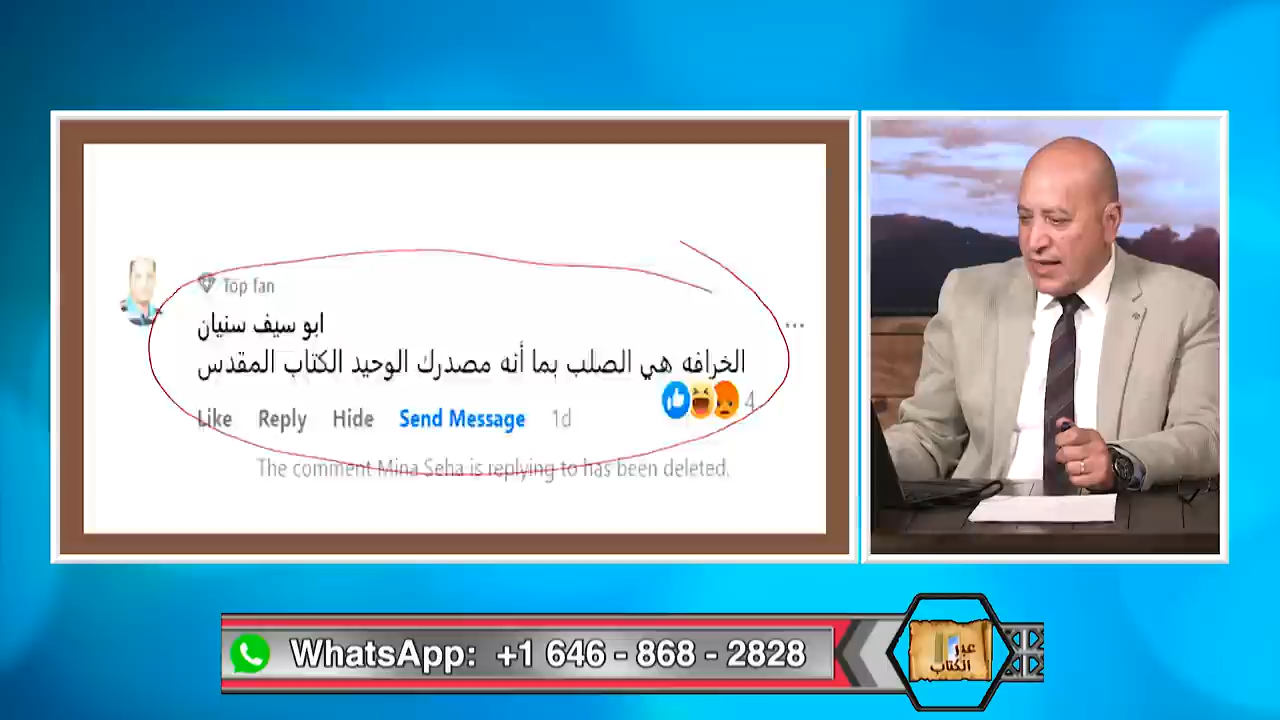 Top fan
ابو سيف سنيان
الخرافه هي الصلب بما أنه مصدرك الوحيد الكتاب المقدس
4
Like Reply Hide Send Message 1d
The comment Mina Seha is replying to has been deleted.
WhatsApp: +1 646 - 868 - 2828
عبر
الكتاب